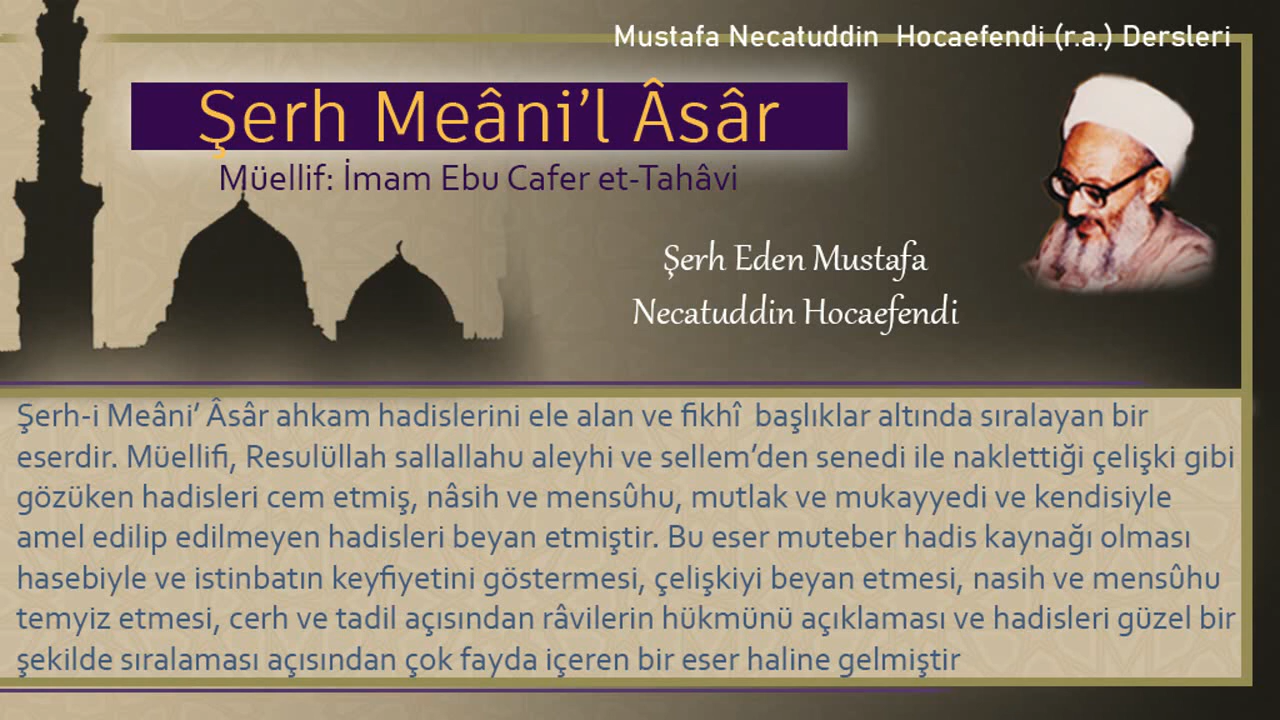 Mustafa Necatuddin Hocaefendi (r.a.) Dersleri
Şerh Meâni’l Âsâr
Müellif: İmam Ebu Cafer et-Tahâvi
Şerh Eden Mustafa
Necatuddin Hocaefendi
Şerh-i Meâni’ Âsâr ahkam hadislerini ele alan ve fikhî başlıklar altında sıralayan bir
eserdir. Müellifi, Resulüllah sallallahu aleyhi ve sellem’den senedi ile naklettiği çelişki gibi
gözüken hadisleri cem etmiş, nâsih ve mensûhu, mutlak ve mukayyedi ve kendisiyle
amel edilip edilmeyen hadisleri beyan etmiştir. Bu eser muteber hadis kaynağı olması
hasebiyle ve istinbatın keyfiyetini göstermesi, çelişkiyi beyan etmesi, nasih ve mensûhu
temyiz etmesi, cerh ve tadil açısından râvilerin hükmünü açıklaması ve hadisleri güzel bir
şekilde sıralaması açısından çok fayda içeren bir eser haline gelmiştir